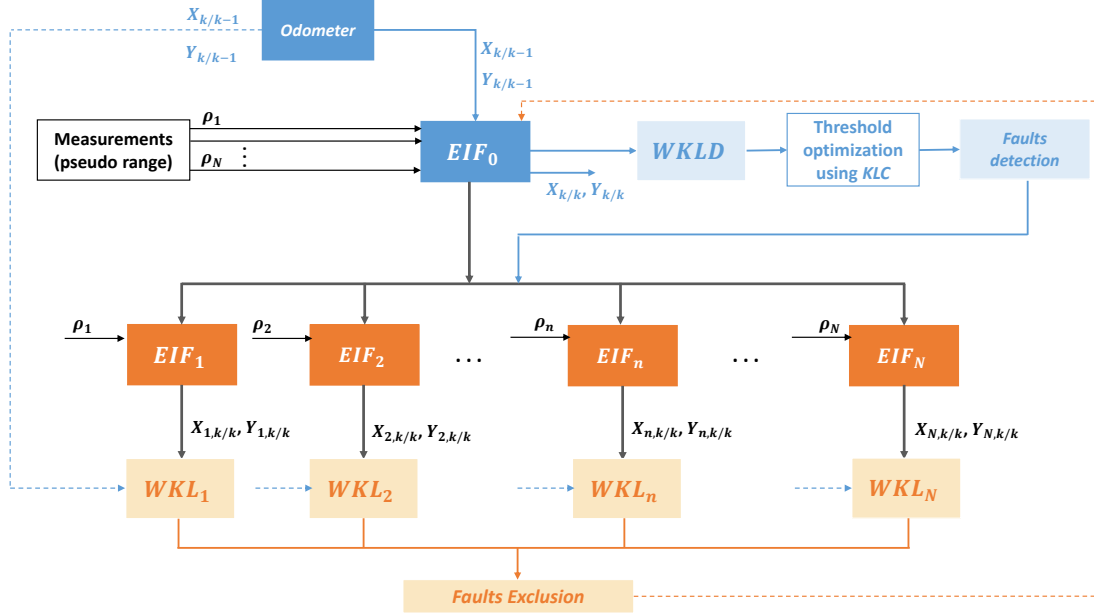 X_{k/k−1}
Odometer
Y_{k/k−1}
X_{k/k−1}
Y_{k/k−1}
ρ_1
Measurements
(pseudo range)
ρ_N ⋮
EIF_0
WKLD
Threshold
optimization
using KLC
Faults
detection
X_{k/k}, Y_{k/k}
ρ_1
EIF_1
ρ_2
EIF_2
...
ρ_n
EIF_n
...
ρ_N
EIF_N
X_{1,k/k}, Y_{1,k/k}
X_{2,k/k}, Y_{2,k/k}
X_{n,k/k}, Y_{n,k/k}
X_{N,k/k}, Y_{N,k/k}
WKL_1
WKL_2
WKL_n
WKL_N
Faults Exclusion